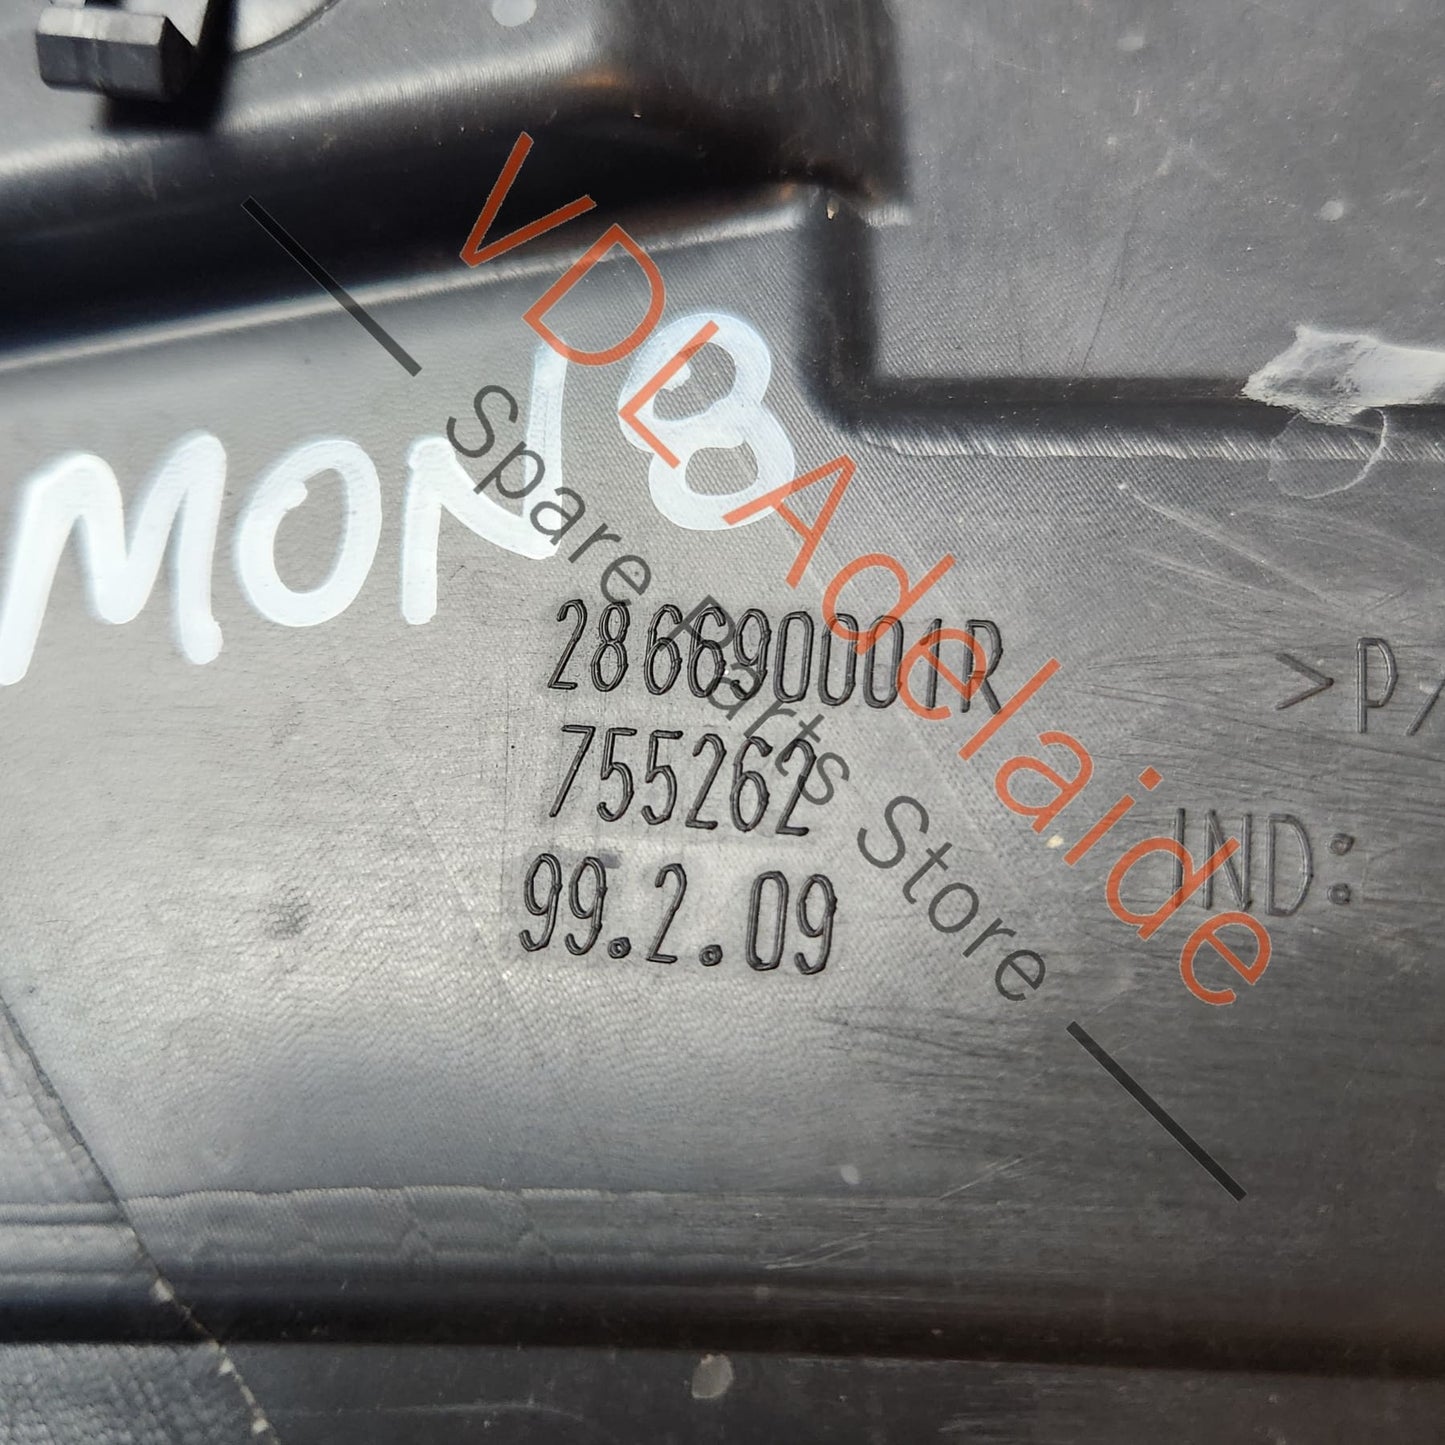 MON 8
286690001R
755262
99.2.09
>P/
IND:
VDL Adelaide
Spare Parts Store